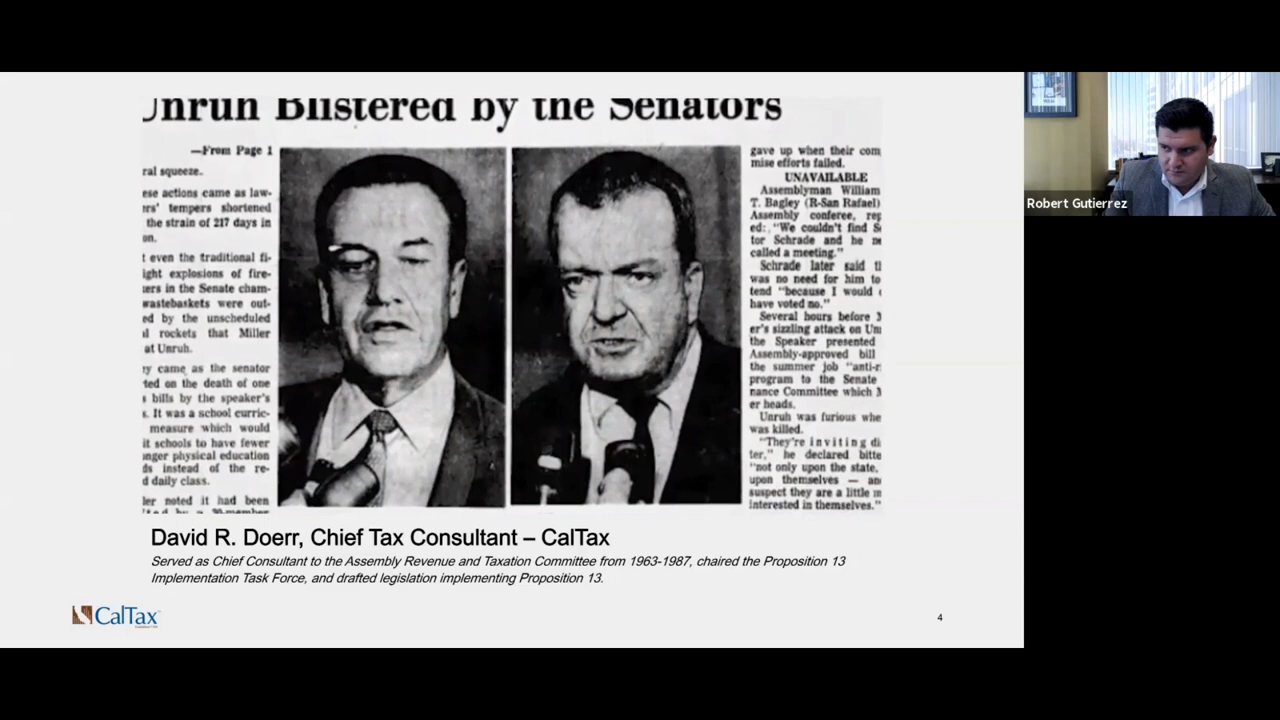 Unruh Blistered by the Senators
—From Page 1
ral squeeze.
ese actions came as law-
rs' tempers shortened
the strain of 217 days in
on.
t even the traditional fi-
ight explosions of fire-
ers in the Senate cham-
wastebaskets were out-
ed by the unscheduled
l rockets that Miller
at Unruh.
ey came as the senator
ted on the death of one
s bills by the speaker's
s. It was a school curric-
measure which would
it schools to have fewer
nger physical education
ds instead of the re-
d daily class.
ler noted it had been
gave up when their com
mise efforts failed.
UNAVAILABLE
Assemblyman William
T. Bagley (R-San Rafael)
Assembly conferee, rep
ed: "We couldn't find S
tor Schrade and he ne
called a meeting."
Schrade later said t
was no need for him to
tend "because I would
have voted no."
Several hours before M
er's sizzling attack on Un
the Speaker presented
Assembly-approved bill
the summer job "anti-r
program to the Senate
nance Committee which M
er heads.
Unruh was furious whe
was killed.
"They're inviting di
ter," he declared bitte
"not only upon the state,
upon themselves — and
suspect they are a little
interested in themselves."
David R. Doerr, Chief Tax Consultant – CalTax
Served as Chief Consultant to the Assembly Revenue and Taxation Committee from 1963-1987, chaired the Proposition 13
Implementation Task Force, and drafted legislation implementing Proposition 13.
CalTax
4
Robert Gutierrez